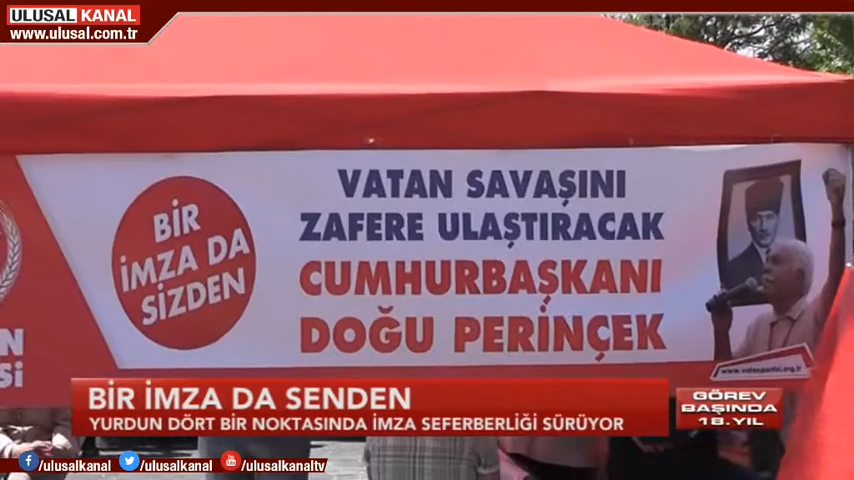 ULUSAL KANAL
www.ulusal.com.tr
VATAN SAVAŞINI
ZAFERE ULAŞTIRACAK
CUMHURBAŞKANI
DOĞU PERİNÇEK
BİR
İMZA DA
SİZDEN
www.vatanpartisi.org.tr
BİR İMZA DA SENDEN
YURDUN DÖRT BİR NOKTASINDA İMZA SEFERBERLİĞİ SÜRÜYOR
GÖREV
BAŞINDA
18.YIL
/ulusalkanal
/ulusalkanal
/ulusalkanaltv